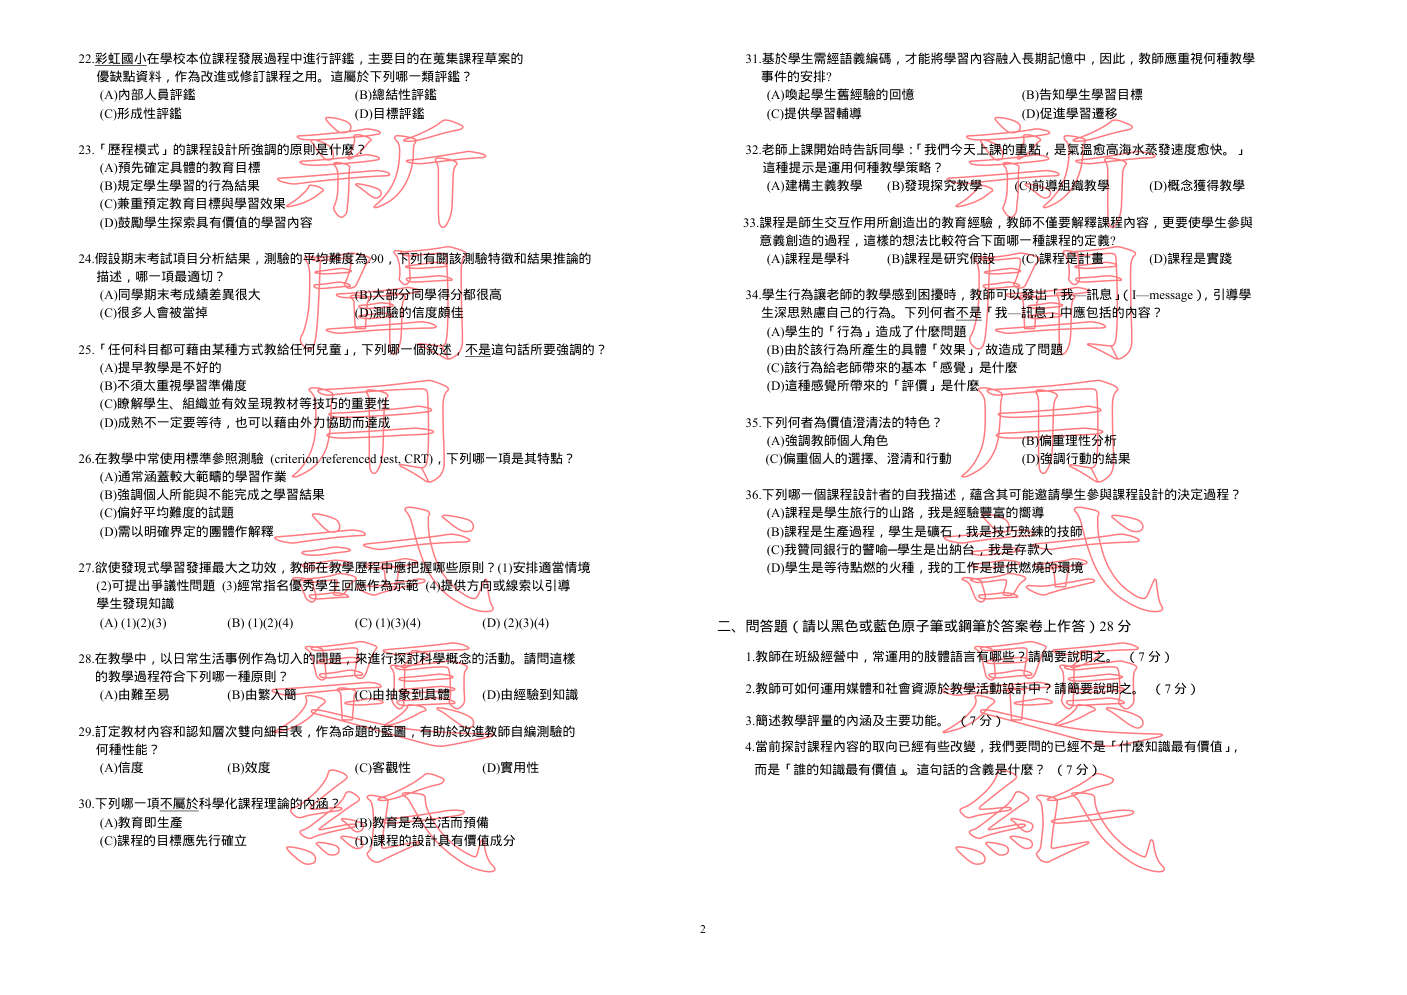 22.彩虹國小在學校本位課程發展過程中進行評鑑，主要目的在蒐集課程草案的
優缺點資料，作為改進或修訂課程之用。這屬於下列哪一類評鑑？
(A)內部人員評鑑 (B)總結性評鑑
(C)形成性評鑑 (D)目標評鑑
23.「歷程模式」的課程設計所強調的原則是什麼？
(A)預先確定具體的教育目標
(B)規定學生學習的行為結果
(C)兼重預定教育目標與學習效果
(D)鼓勵學生探索具有價值的學習內容
24.假設期末考試項目分析結果，測驗的平均難度為.90，下列有關該測驗特徵和結果推論的
描述，哪一項最適切？
(A)同學期末考成績差異很大 (B)大部分同學得分都很高
(C)很多人會被當掉 (D)測驗的信度頗佳
25.「任何科目都可藉由某種方式教給任何兒童」，下列哪一個敘述，不是這句話所要強調的？
(A)提早教學是不好的
(B)不須太重視學習準備度
(C)瞭解學生、組織並有效呈現教材等技巧的重要性
(D)成熟不一定要等待，也可以藉由外力協助而達成
26.在教學中常使用標準參照測驗 (criterion referenced test, CRT)，下列哪一項是其特點？
(A)通常涵蓋較大範疇的學習作業
(B)強調個人所能與不能完成之學習結果
(C)偏好平均難度的試題
(D)需以明確界定的團體作解釋
27.欲使發現式學習發揮最大之功效，教師在教學歷程中應把握哪些原則？(1)安排適當情境
(2)可提出爭議性問題 (3)經常指名優秀學生回應作為示範 (4)提供方向或線索以引導
學生發現知識
(A) (1)(2)(3) (B) (1)(2)(4) (C) (1)(3)(4) (D) (2)(3)(4)
28.在教學中，以日常生活事例作為切入的問題，來進行探討科學概念的活動。請問這樣
的教學過程符合下列哪一種原則？
(A)由難至易 (B)由繁入簡 (C)由抽象到具體 (D)由經驗到知識
29.訂定教材內容和認知層次雙向細目表，作為命題的藍圖，有助於改進教師自編測驗的
何種性能？
(A)信度 (B)效度 (C)客觀性 (D)實用性
30.下列哪一項不屬於科學化課程理論的內涵？
(A)教育即生產 (B)教育是為生活而預備
(C)課程的目標應先行確立 (D)課程的設計具有價值成分
31.基於學生需經語義編碼，才能將學習內容融入長期記憶中，因此，教師應重視何種教學
事件的安排?
(A)喚起學生舊經驗的回憶 (B)告知學生學習目標
(C)提供學習輔導 (D)促進學習遷移
32.老師上課開始時告訴同學：「我們今天上課的重點，是氣溫愈高海水蒸發速度愈快。」
這種提示是運用何種教學策略？
(A)建構主義教學 (B)發現探究教學 (C)前導組織教學 (D)概念獲得教學
33.課程是師生交互作用所創造出的教育經驗，教師不僅要解釋課程內容，更要使學生參與
意義創造的過程，這樣的想法比較符合下面哪一種課程的定義?
(A)課程是學科 (B)課程是研究假設 (C)課程是計畫 (D)課程是實踐
34.學生行為讓老師的教學感到困擾時，教師可以發出「我—訊息」（I—message），引導學
生深思熟慮自己的行為。下列何者不是「我—訊息」中應包括的內容？
(A)學生的「行為」造成了什麼問題
(B)由於該行為所產生的具體「效果」，故造成了問題
(C)該行為給老師帶來的基本「感覺」是什麼
(D)這種感覺所帶來的「評價」是什麼
35.下列何者為價值澄清法的特色？
(A)強調教師個人角色 (B)偏重理性分析
(C)偏重個人的選擇、澄清和行動 (D)強調行動的結果
36.下列哪一個課程設計者的自我描述，蘊含其可能邀請學生參與課程設計的決定過程？
(A)課程是學生旅行的山路，我是經驗豐富的嚮導
(B)課程是生產過程，學生是礦石，我是技巧熟練的技師
(C)我贊同銀行的譬喻─學生是出納台，我是存款人
(D)學生是等待點燃的火種，我的工作是提供燃燒的環境
二、問答題（請以黑色或藍色原子筆或鋼筆於答案卷上作答）28 分
1.教師在班級經營中，常運用的肢體語言有哪些？請簡要說明之。 （7 分）
2.教師可如何運用媒體和社會資源於教學活動設計中？請簡要說明之。 （7 分）
3.簡述教學評量的內涵及主要功能。 （7 分）
4.當前探討課程內容的取向已經有些改變，我們要問的已經不是「什麼知識最有價值」，
而是「誰的知識最有價值」。這句話的含義是什麼？ （7 分）
新閱用試題紙
新閱用試題紙
2